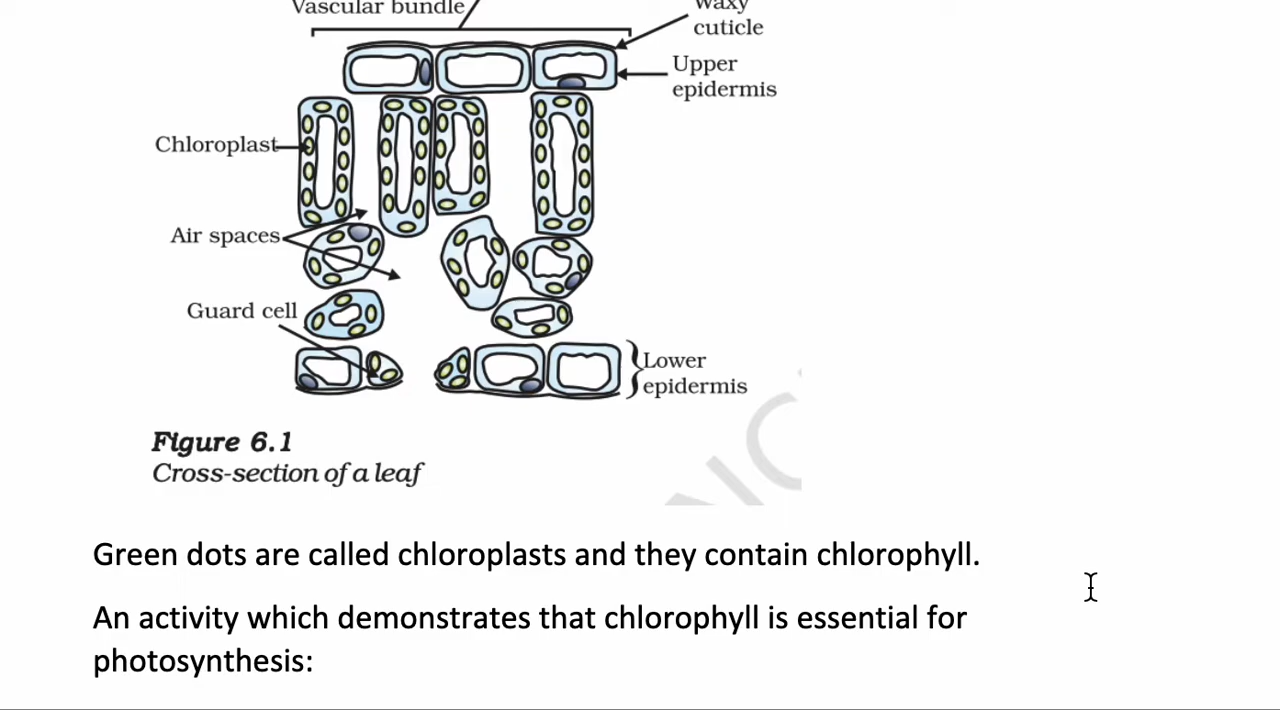 Vascular bundle
Waxy
cuticle
Upper
epidermis
Chloroplast
Air spaces
Guard cell
Lower
epidermis
Figure 6.1
Cross-section of a leaf
Green dots are called chloroplasts and they contain chlorophyll.
An activity which demonstrates that chlorophyll is essential for
photosynthesis: